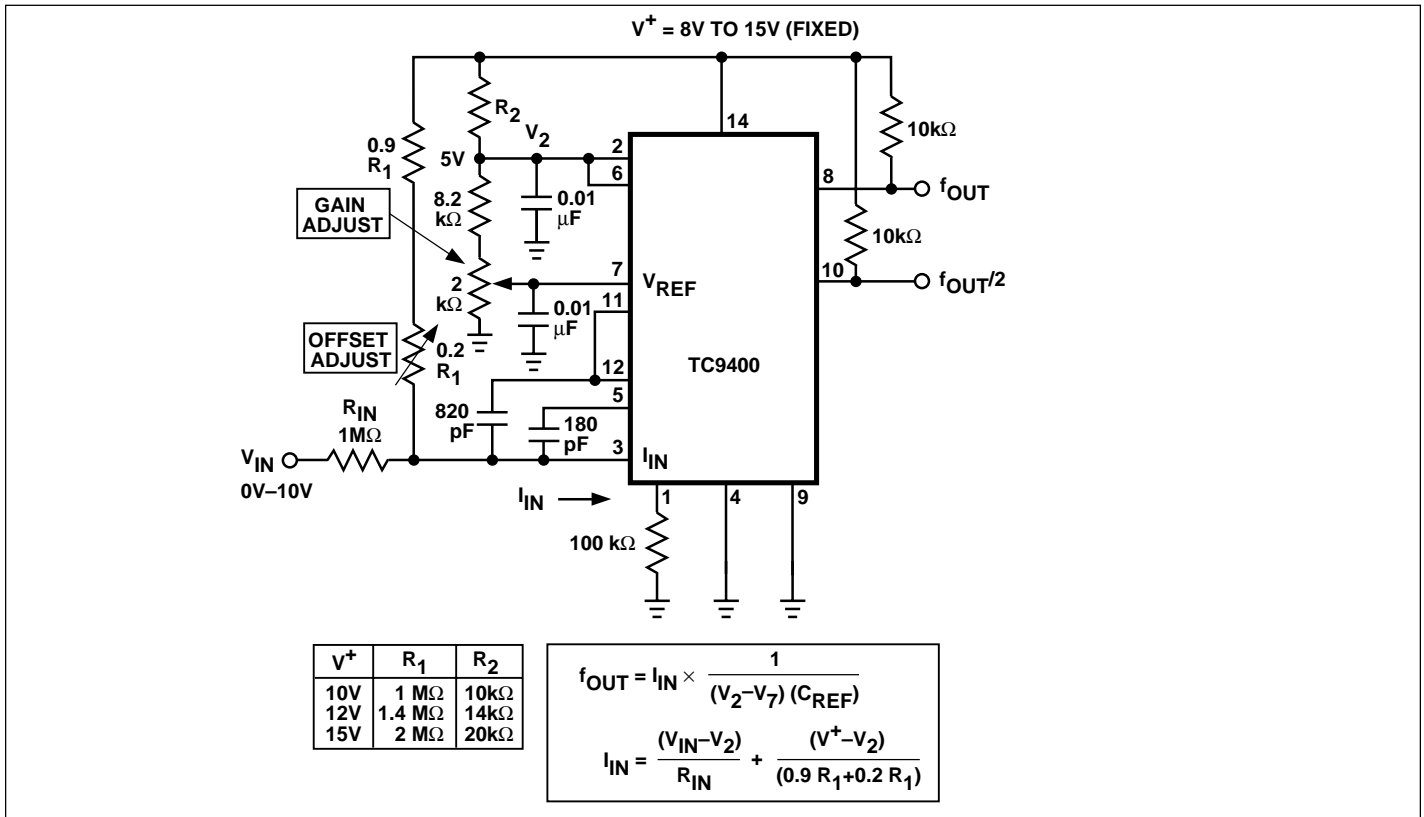 V+ = 8V TO 15V (FIXED)
R2
14
10kΩ
0.9
R1
V2
5V
2
6
8
fOUT
GAIN
ADJUST
8.2
kΩ
0.01
μF
10kΩ
2
kΩ
7
VREF
10
fOUT/2
11
0.01
μF
OFFSET
ADJUST
0.2
R1
TC9400
12
820
pF
5
180
pF
RIN
1MΩ
3
IIN
VIN
0V–10V
IIN
1
4
9
100 kΩ
V+ R1 R2
10V 1 MΩ 10kΩ
12V 1.4 MΩ 14kΩ
15V 2 MΩ 20kΩ
fOUT = IIN × 1 / (V2–V7) (CREF)
IIN = (VIN–V2) / RIN + (V+–V2) / (0.9 R1+0.2 R1)